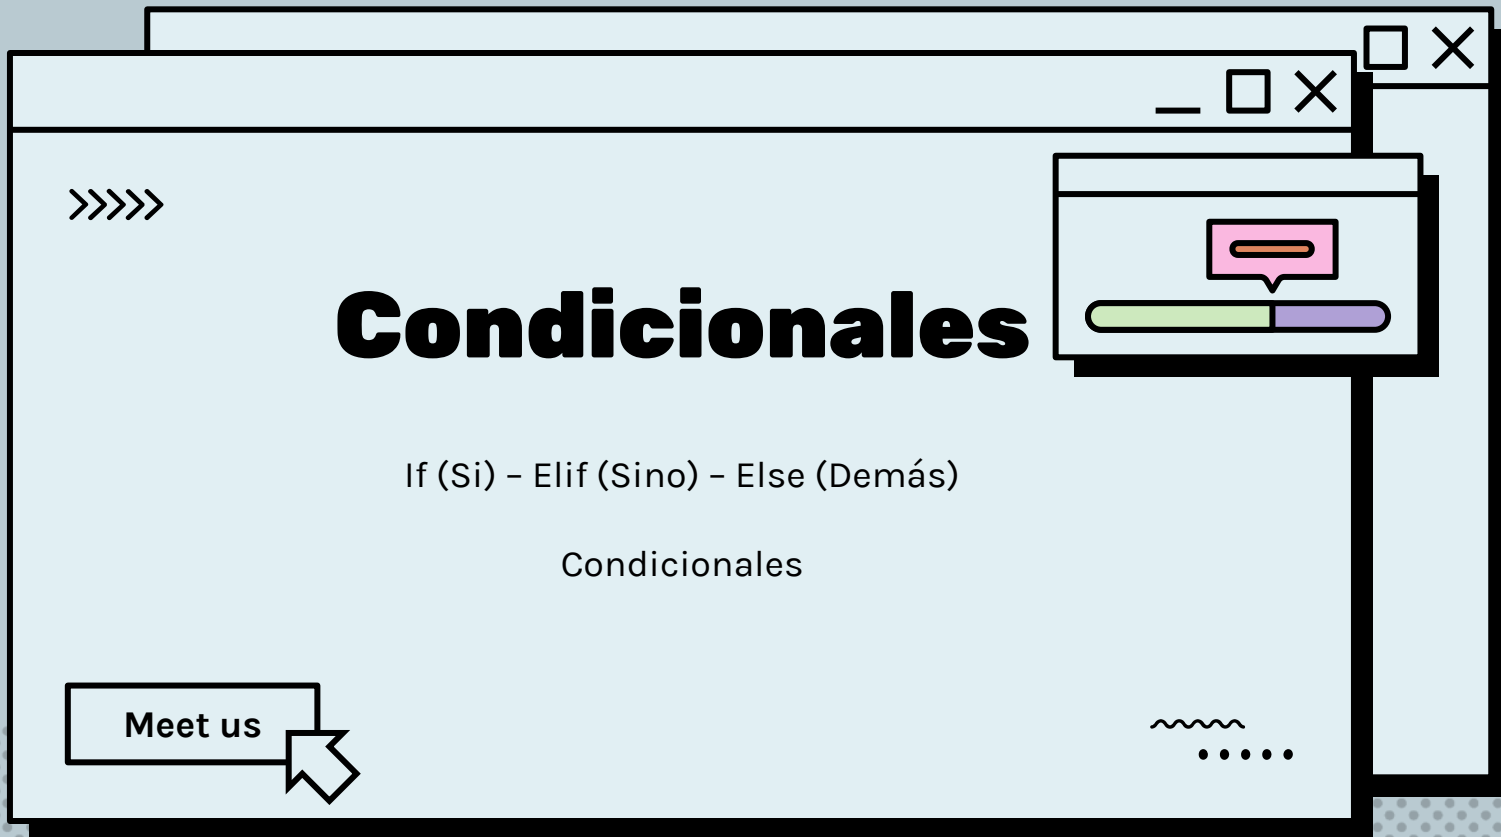 Condicionales
If (Si) – Elif (Sino) – Else (Demás)
Condicionales
Meet us